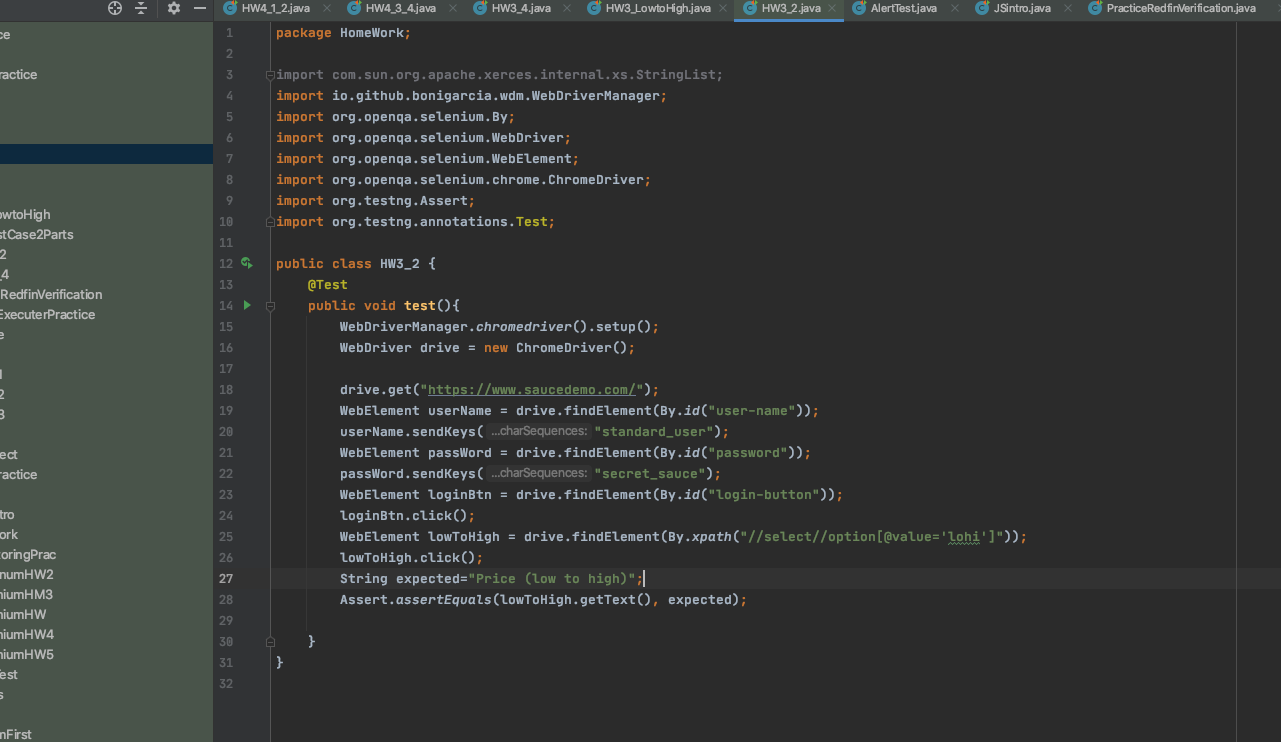 HW4_1_2.java
HW4_3_4.java
HW3_4.java
HW3_LowtoHigh.java
HW3_2.java
AlertTest.java
JSintro.java
PracticeRedfinVerification.java
ce
ractice
owtoHigh
stCase2Parts
2
_4
RedfinVerification
ExecuterPractice
e
2
3
ect
ractice
tro
ork
toringPrac
numHW2
niumHM3
niumHW
niumHW4
niumHW5
est
s
mFirst
1 package HomeWork;
2
3 import com.sun.org.apache.xerces.internal.xs.StringList;
4 import io.github.bonigarcia.wdm.WebDriverManager;
5 import org.openqa.selenium.By;
6 import org.openqa.selenium.WebDriver;
7 import org.openqa.selenium.WebElement;
8 import org.openqa.selenium.chrome.ChromeDriver;
9 import org.testng.Assert;
10 import org.testng.annotations.Test;
11
12 public class HW3_2 {
13 @Test
14 public void test(){
15 WebDriverManager.chromedriver().setup();
16 WebDriver drive = new ChromeDriver();
17
18 drive.get("https://www.saucedemo.com/");
19 WebElement userName = drive.findElement(By.id("user-name"));
20 userName.sendKeys( ...charSequences: "standard_user");
21 WebElement passWord = drive.findElement(By.id("password"));
22 passWord.sendKeys( ...charSequences: "secret_sauce");
23 WebElement loginBtn = drive.findElement(By.id("login-button"));
24 loginBtn.click();
25 WebElement lowToHigh = drive.findElement(By.xpath("//select//option[@value='lohi']"));
26 lowToHigh.click();
27 String expected="Price (low to high)";
28 Assert.assertEquals(lowToHigh.getText(), expected);
29
30 }
31 }
32